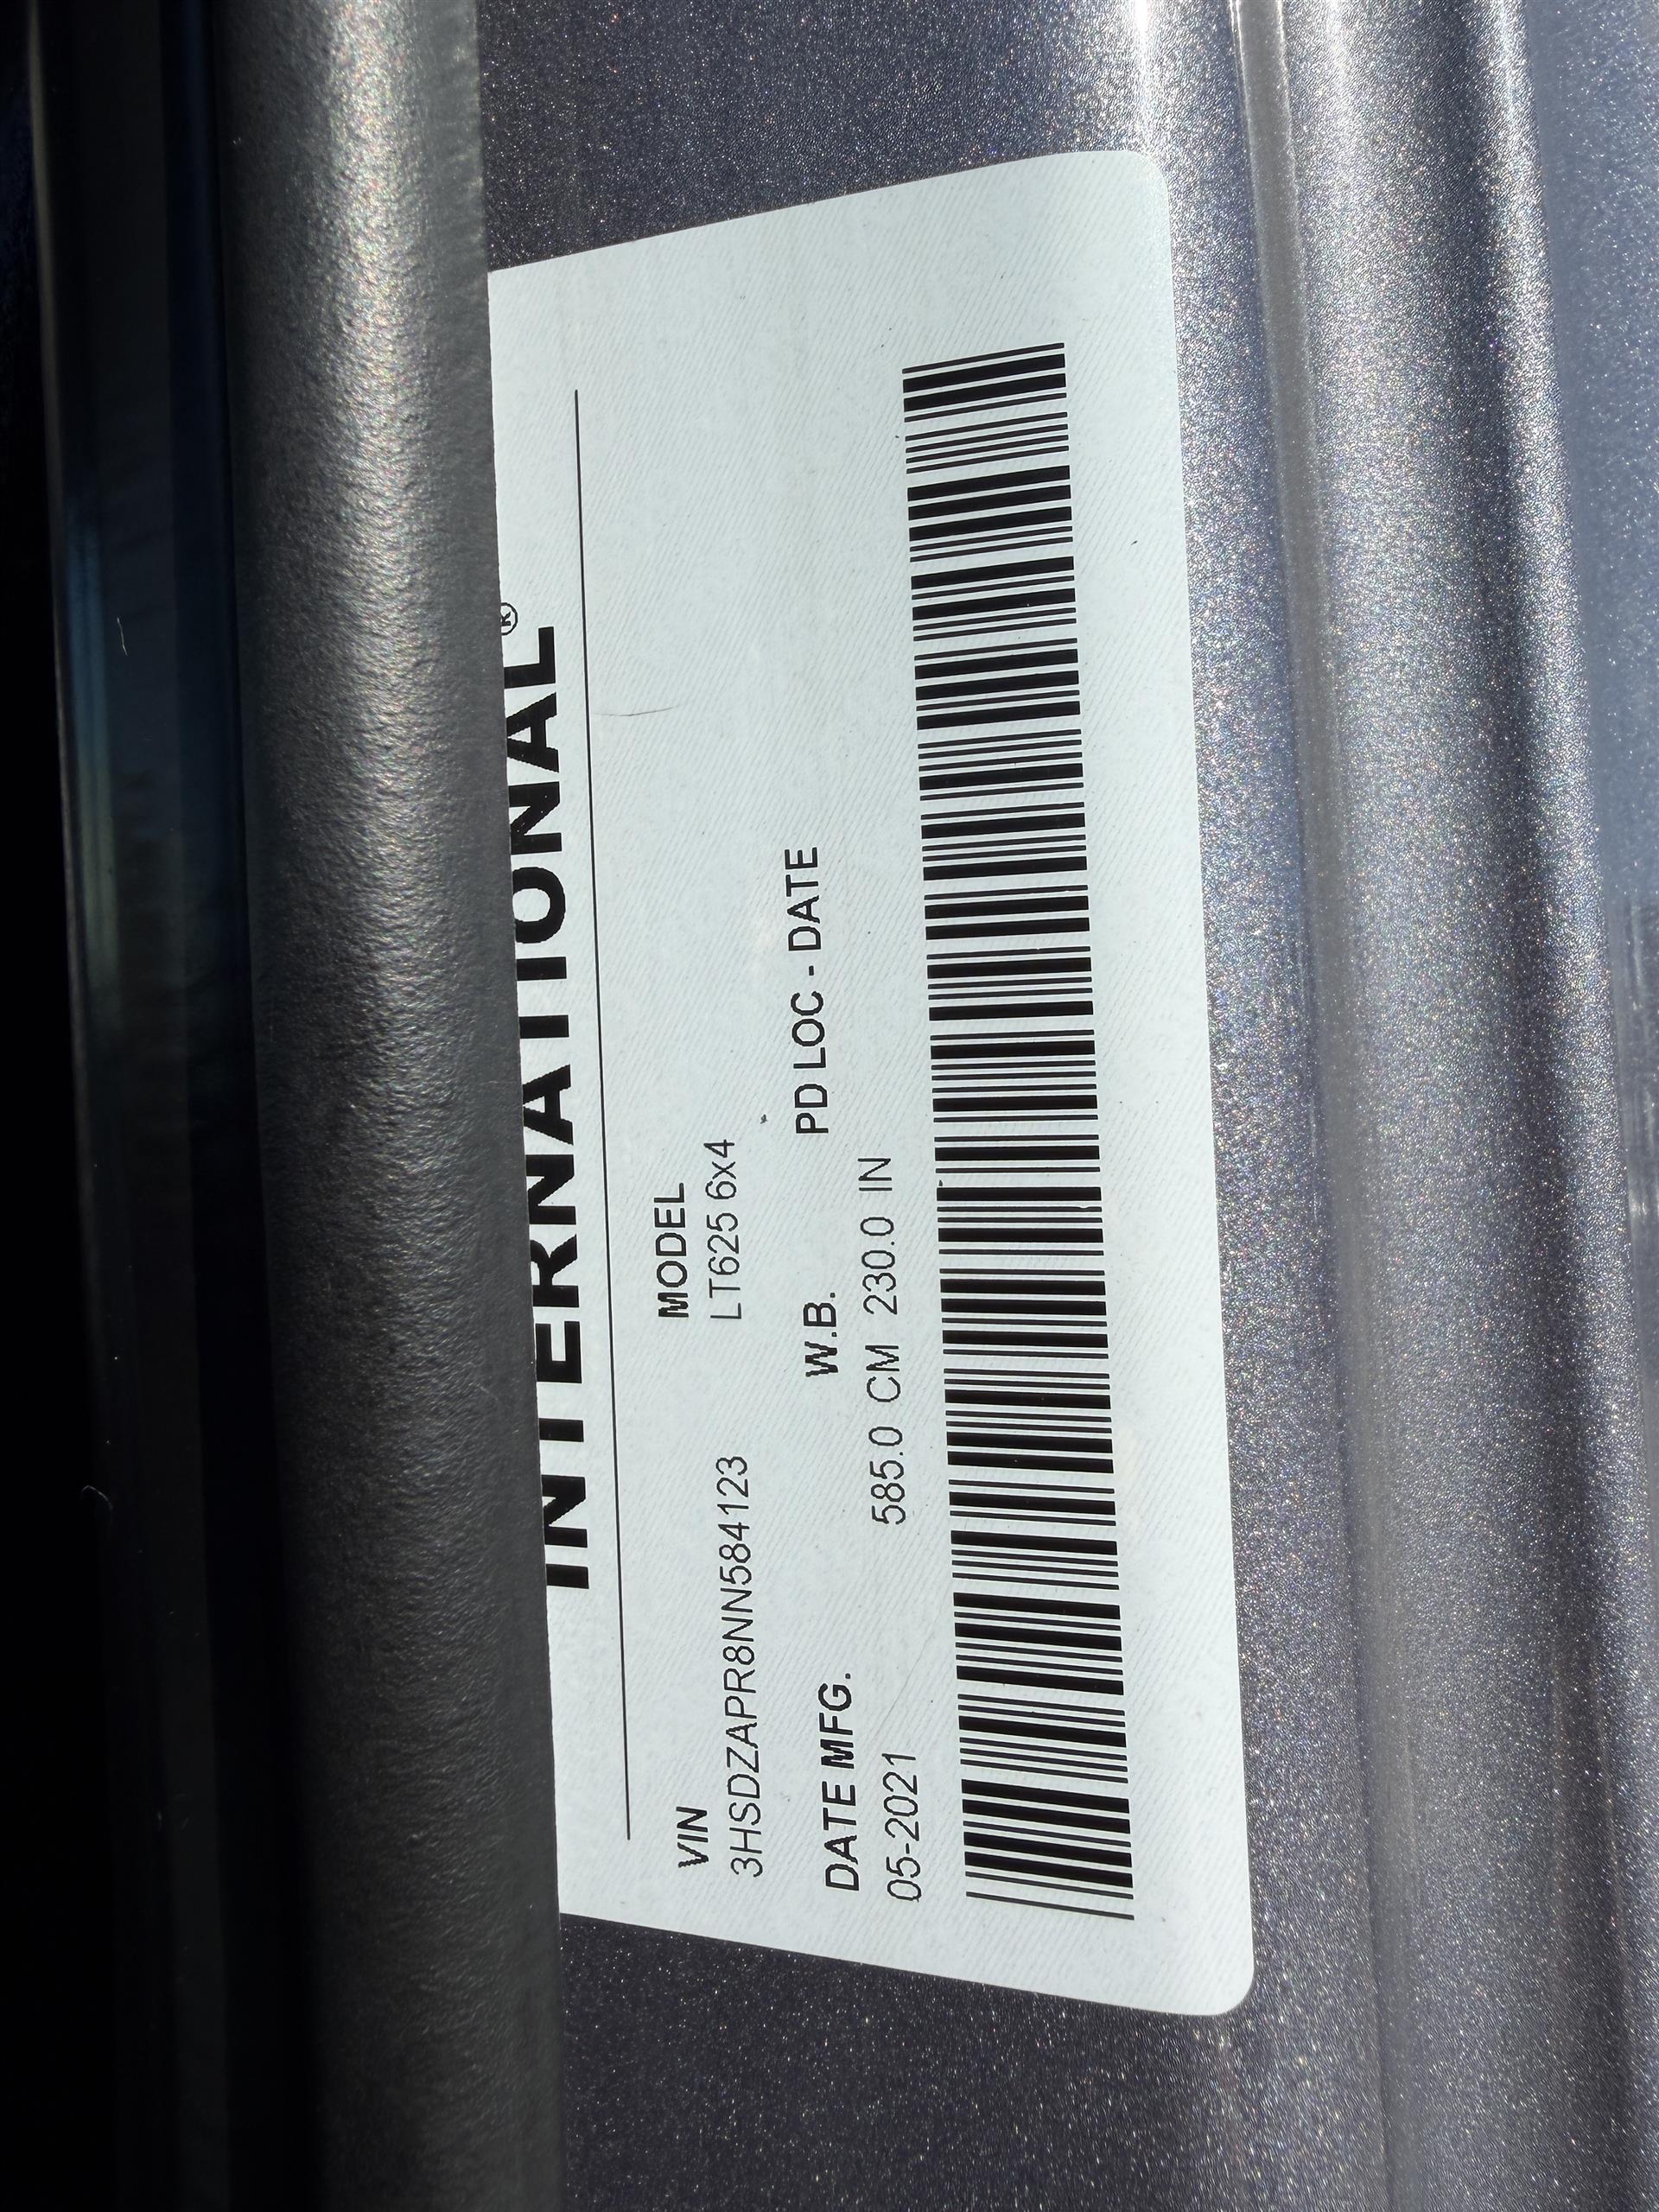 INTERNATIONAL®
VIN MODEL
3HSDZAPR8NN584123 LT625 6x4
DATE MFG. W.B. PD LOC - DATE
05-2021 585.0 CM 230.0 IN